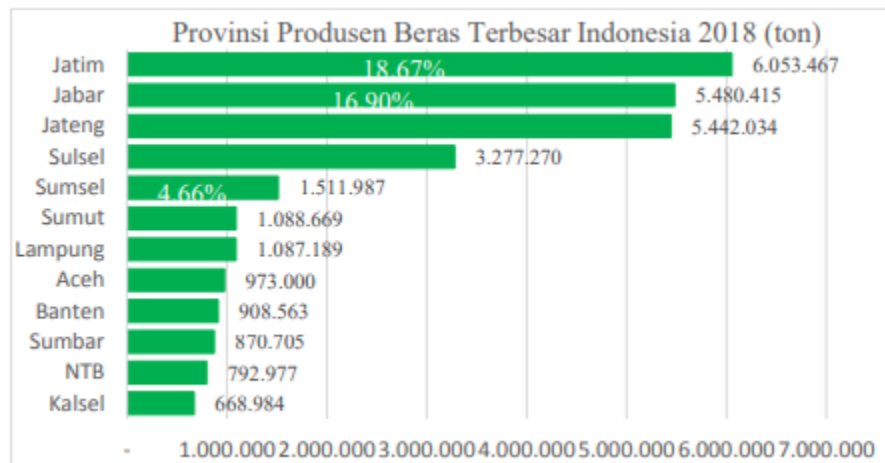 Provinsi Produsen Beras Terbesar Indonesia 2018 (ton)
Jatim 18.67% 6.053.467
Jabar 16.90% 5.480.415
Jateng 5.442.034
Sulsel 3.277.270
Sumsel 4.66% 1.511.987
Sumut 1.088.669
Lampung 1.087.189
Aceh 973.000
Banten 908.563
Sumbar 870.705
NTB 792.977
Kalsel 668.984
- 1.000.000 2.000.000 3.000.000 4.000.000 5.000.000 6.000.000 7.000.000